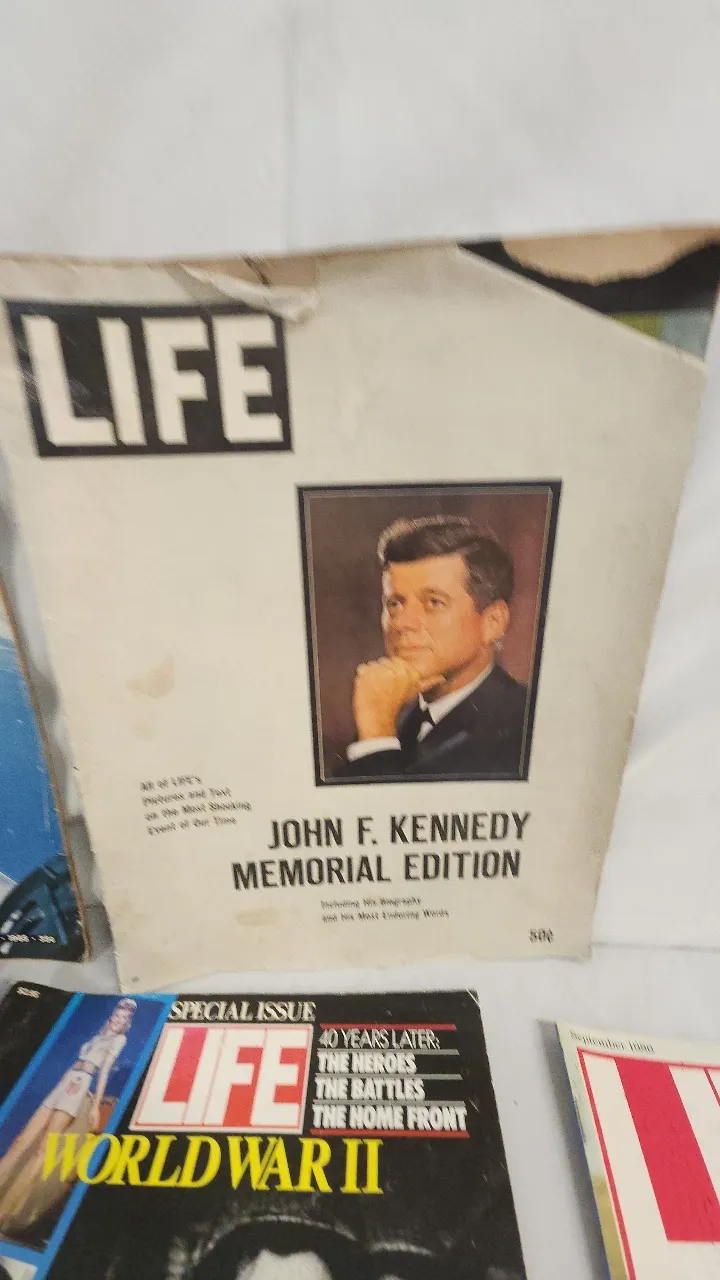 LIFE
All of LIFE's
Pictures and Text
on the Most Shocking
Event of Our Time
JOHN F. KENNEDY
MEMORIAL EDITION
Including His Biography
and His Most Enduring Words
50¢
SPECIAL ISSUE
LIFE
40 YEARS LATER:
THE HEROES
THE BATTLES
THE HOME FRONT
WORLD WAR II
September 1980